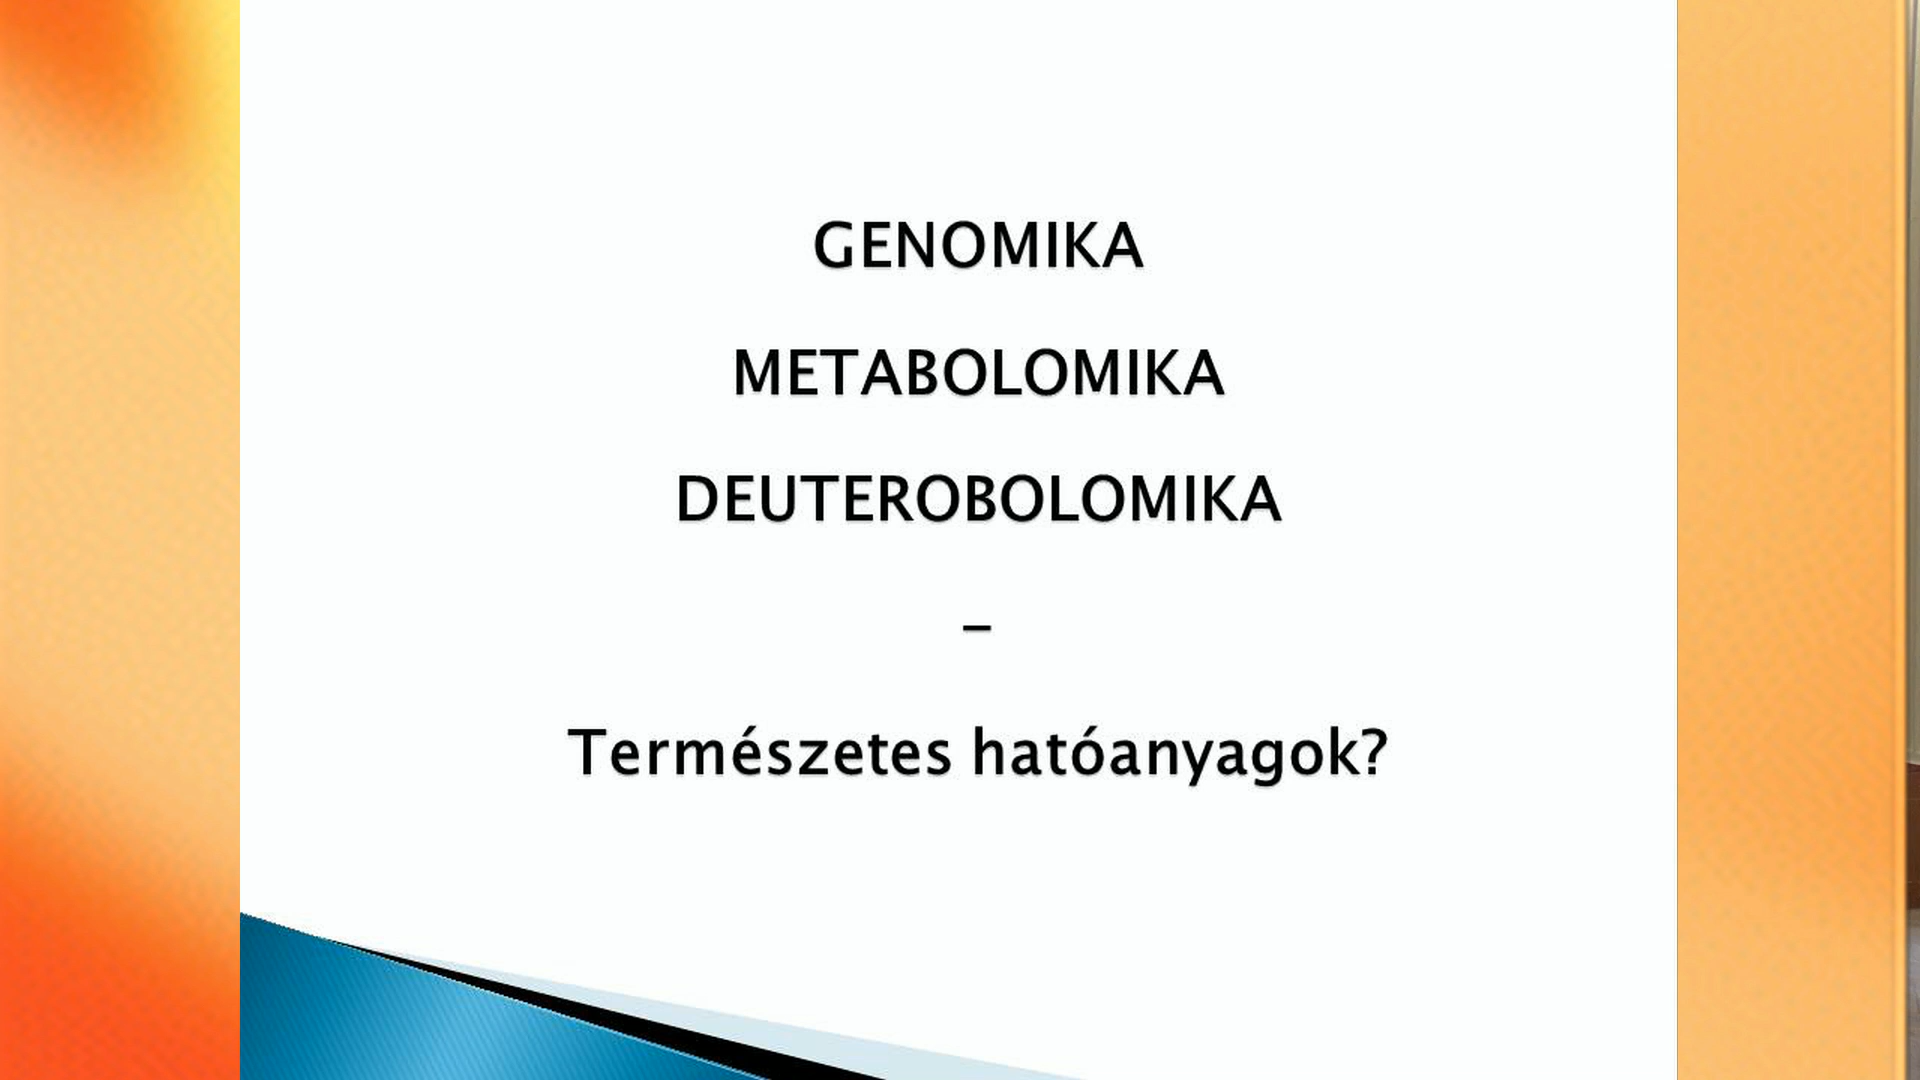 GENOMIKA
METABOLOMIKA
DEUTEROBOLOMIKA
–
Természetes hatóanyagok?